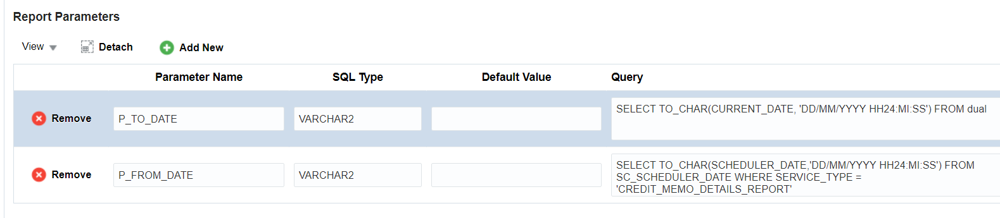 Report Parameters
View Detach Add New
Parameter Name SQL Type Default Value Query
Remove P_TO_DATE VARCHAR2 SELECT TO_CHAR(CURRENT_DATE, 'DD/MM/YYYY HH24:MI:SS') FROM dual
Remove P_FROM_DATE VARCHAR2 SELECT TO_CHAR(SCHEDULER_DATE,'DD/MM/YYYY HH24:MI:SS') FROM
SC_SCHEDULER_DATE WHERE SERVICE_TYPE =
'CREDIT_MEMO_DETAILS_REPORT'